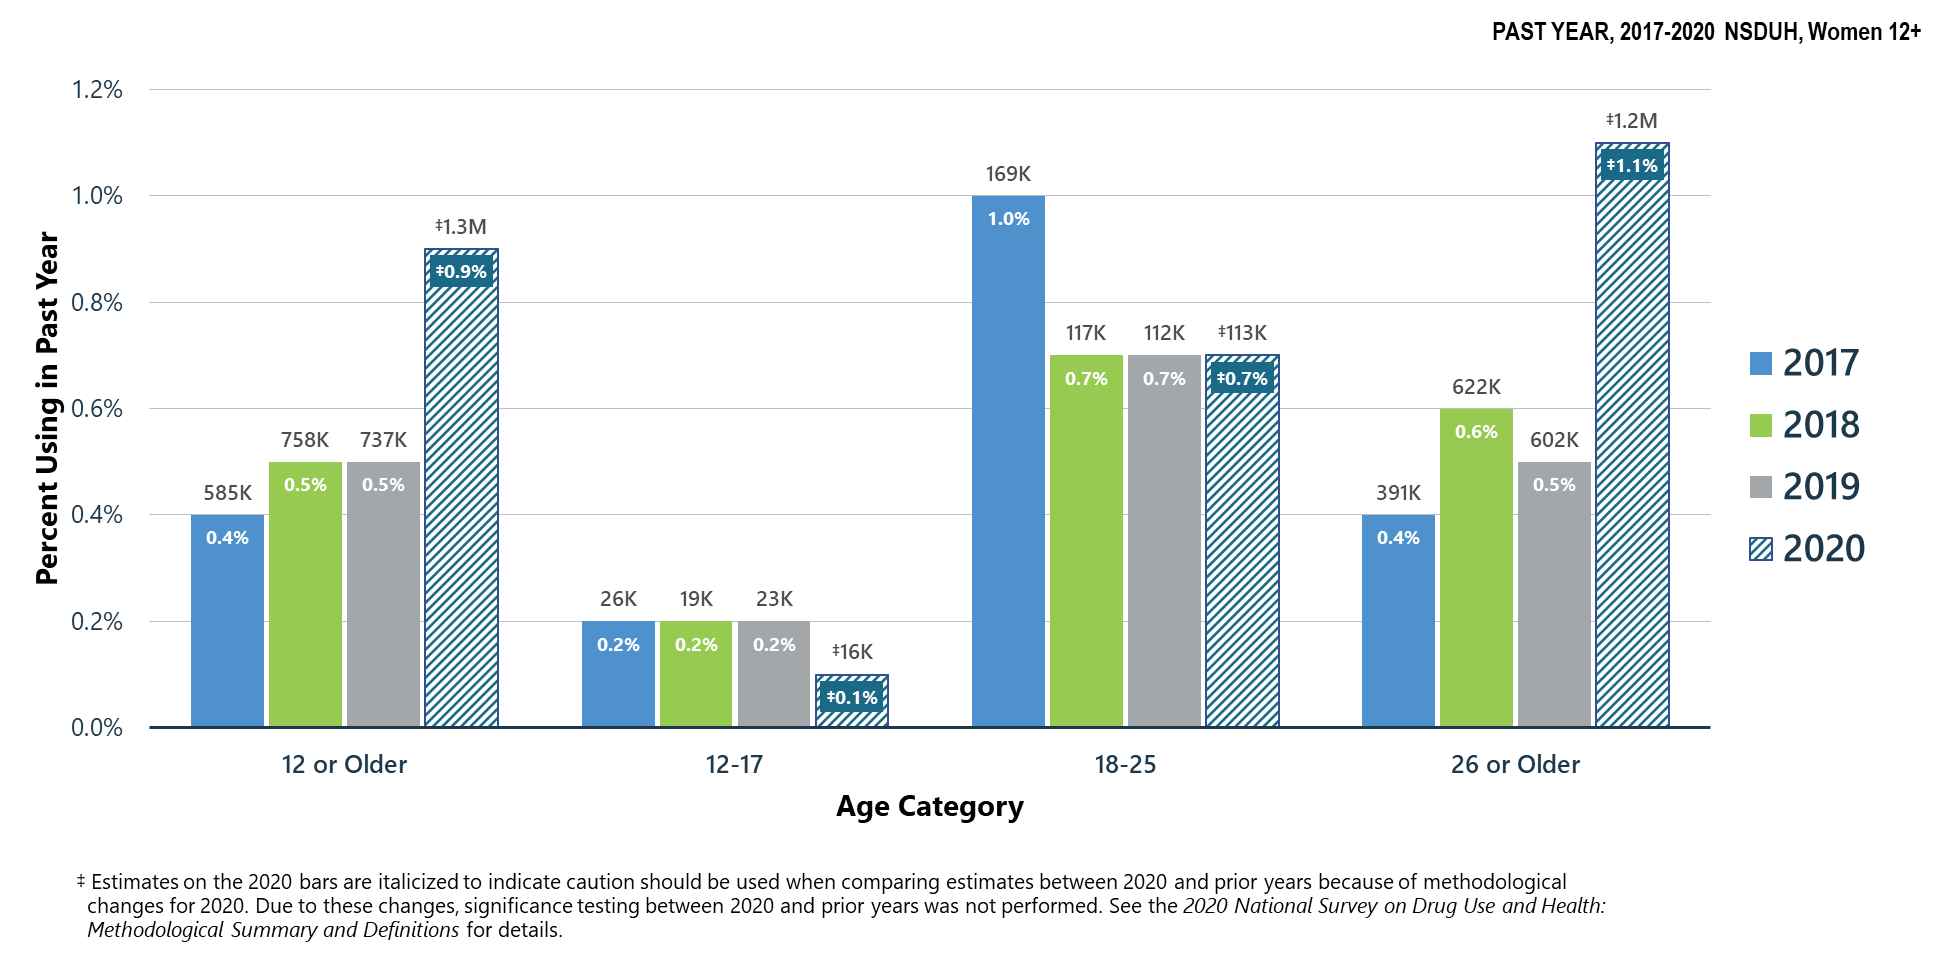 PAST YEAR, 2017-2020 NSDUH, Women 12+
Percent Using in Past Year
1.2%
1.0%
0.8%
0.6%
0.4%
0.2%
0.0%
585K
0.4%
758K
0.5%
737K
0.5%
‡1.3M
‡0.9%
26K
0.2%
19K
0.2%
23K
0.2%
‡16K
‡0.1%
169K
1.0%
117K
0.7%
112K
0.7%
‡113K
‡0.7%
391K
0.4%
622K
0.6%
602K
0.5%
‡1.2M
‡1.1%
12 or Older
12-17
18-25
26 or Older
Age Category
2017
2018
2019
2020
‡ Estimates on the 2020 bars are italicized to indicate caution should be used when comparing estimates between 2020 and prior years because of methodological
changes for 2020. Due to these changes, significance testing between 2020 and prior years was not performed. See the 2020 National Survey on Drug Use and Health:
Methodological Summary and Definitions for details.